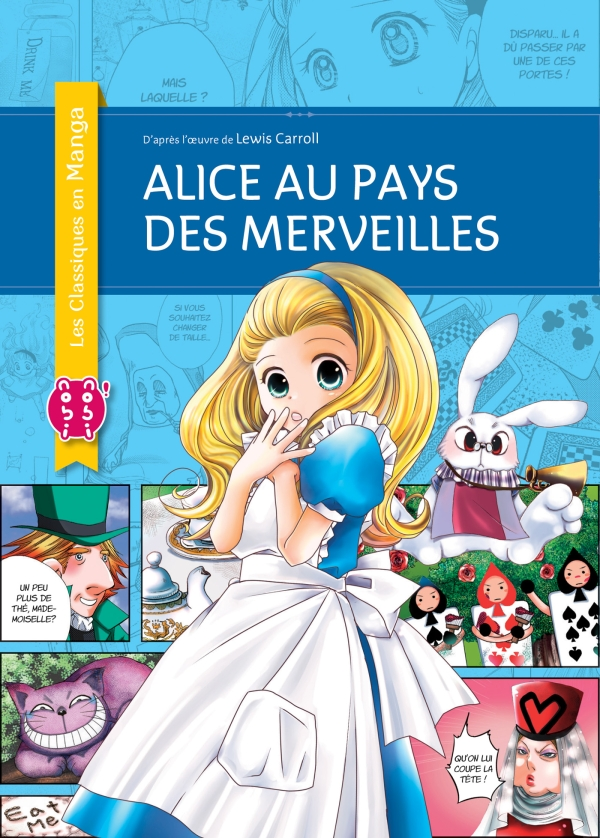 DRINK ME
MAIS
LAQUELLE ?
DISPARU... IL A
DÛ PASSER PAR
UNE DE CES
PORTES !
Les Classiques en Manga
D'après l'œuvre de Lewis Carroll
ALICE AU PAYS
DES MERVEILLES
SI VOUS
SOUHAITEZ
CHANGER
DE TAILLE...
!
UN PEU
PLUS DE
THÉ, MADE-
MOISELLE?
QU'ON LUI
COUPE LA
TÊTE !
Eat
Me